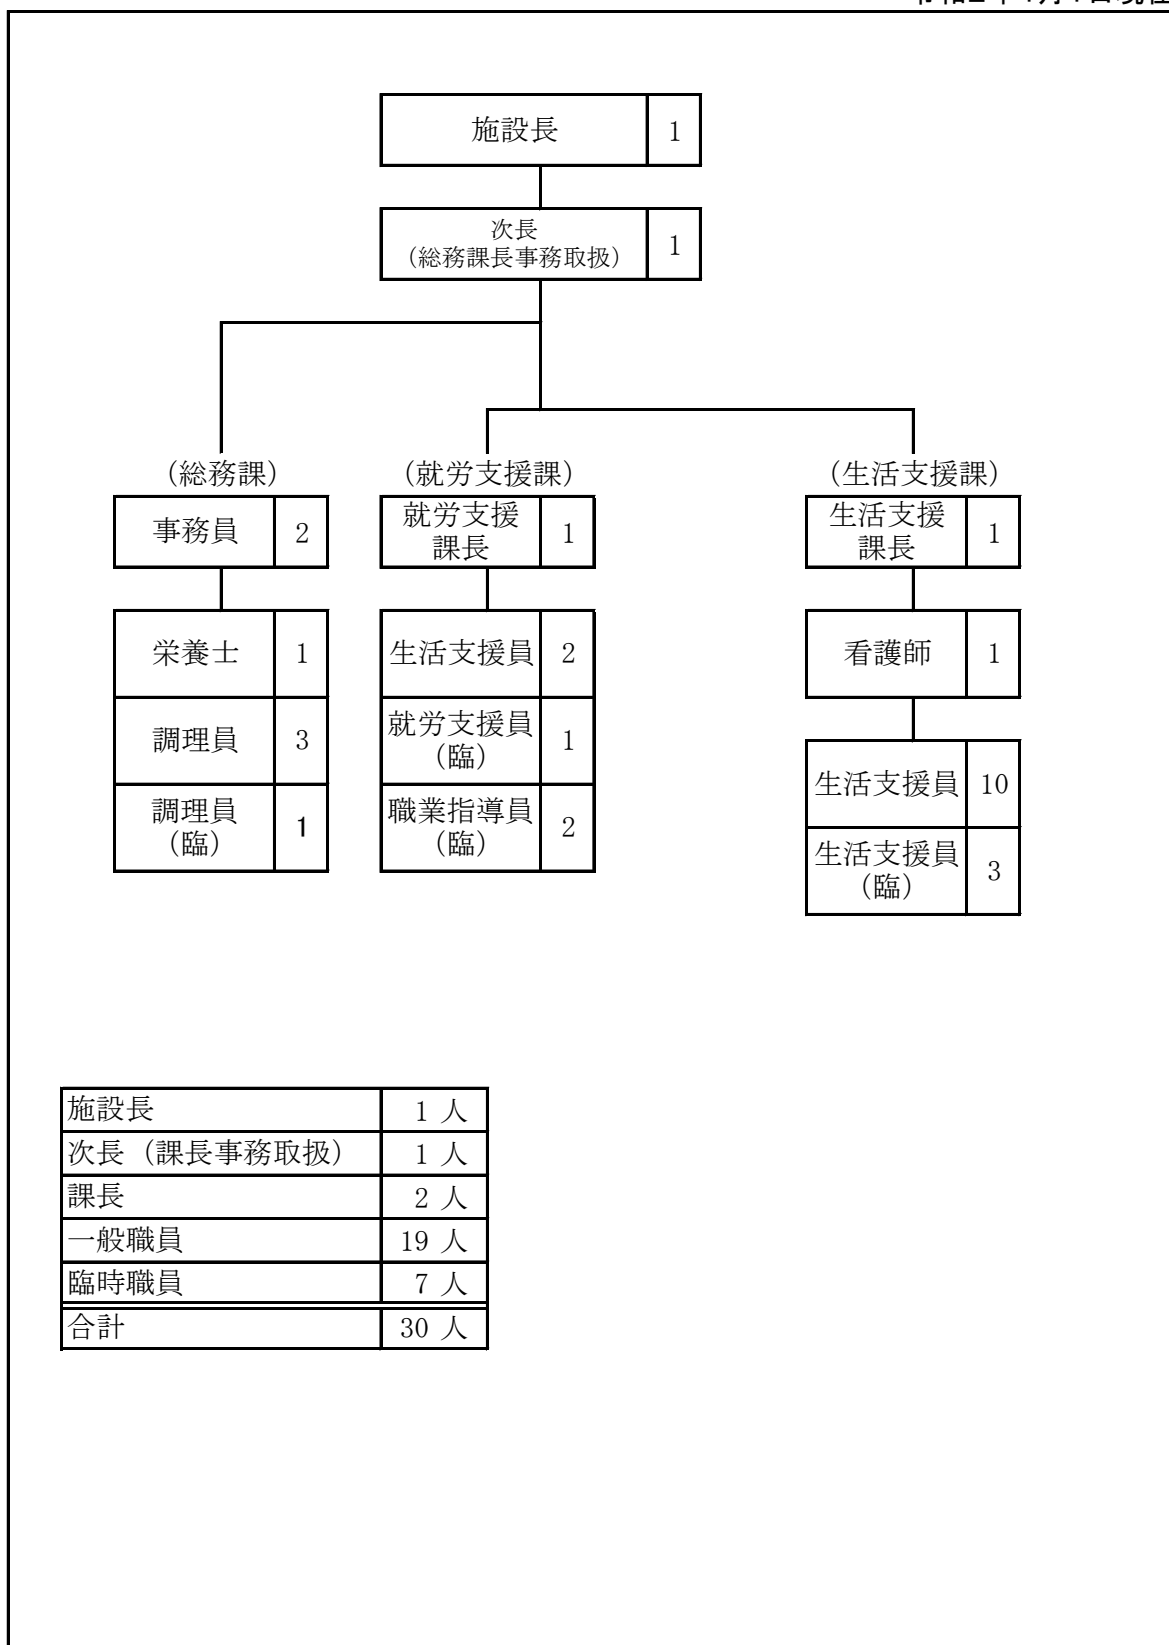 施設長 1
次長
(総務課長事務取扱) 1
(総務課) (就労支援課) (生活支援課)
事務員 2
就労支援
課長 1
生活支援
課長 1
栄養士 1
調理員 3
調理員
(臨) 1
生活支援員 2
就労支援員
(臨) 1
職業指導員
(臨) 2
看護師 1
生活支援員 10
生活支援員
(臨) 3
施設長 1 人
次長（課長事務取扱） 1 人
課長 2 人
一般職員 19 人
臨時職員 7 人
合計 30 人